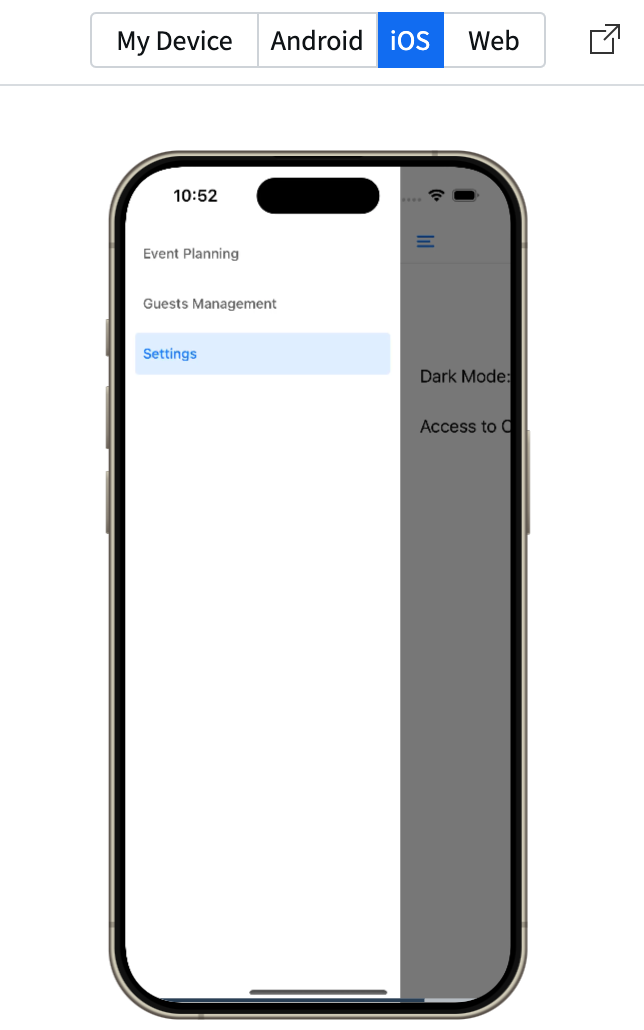 My Device Android iOS Web
10:52
Event Planning
Guests Management
Settings
Dark Mode:
Access to